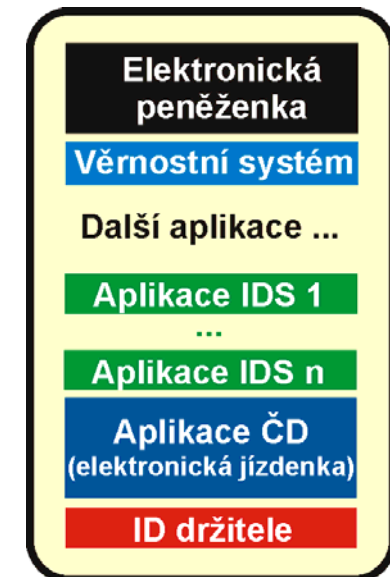 Elektronická
peněženka
Věrnostní systém
Další aplikace ...
Aplikace IDS 1
...
Aplikace IDS n
Aplikace ČD
(elektronická jízdenka)
ID držitele